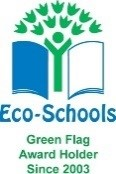 Eco-Schools
Green Flag
Award Holder
Since 2003